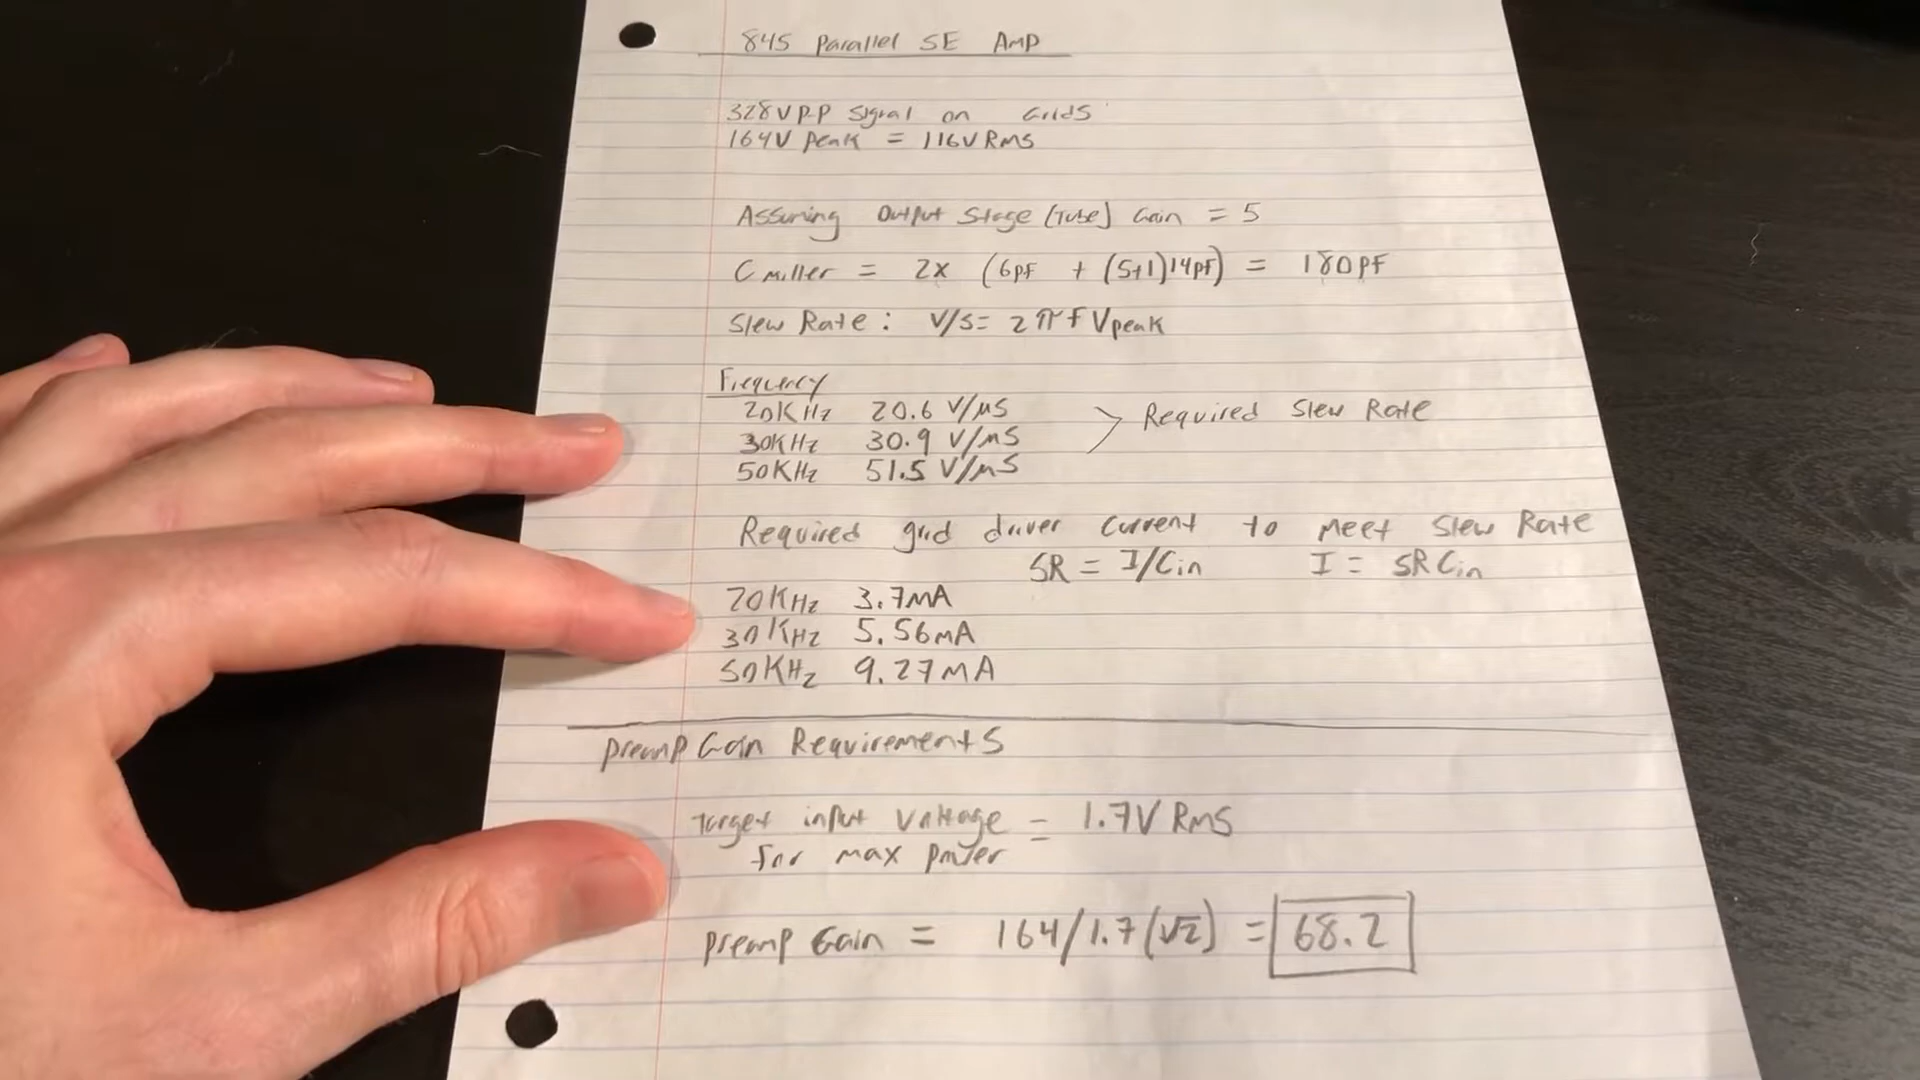 845 Parallel SE AMP
328V P-P Signal on Grids
164V Peak = 116V RMS
Assuming Output Stage (Tube) Gain = 5
C miller = 2x (6pF + (5+1)14pF) = 180pF
Slew Rate: V/S = 2πf Vpeak
Frequency
20KHz 20.6 V/μS
30KHz 30.9 V/μS
50KHz 51.5 V/μS
> Required Slew Rate
Required grid driver current to meet Slew Rate
SR = I/Cin I = SRCin
20KHz 3.7MA
30KHz 5.56mA
50KHz 9.27MA
Preamp Gain Requirements
Target input Voltage = 1.7V RMS
for max power
Preamp Gain = 164/1.7(√2) = 68.2